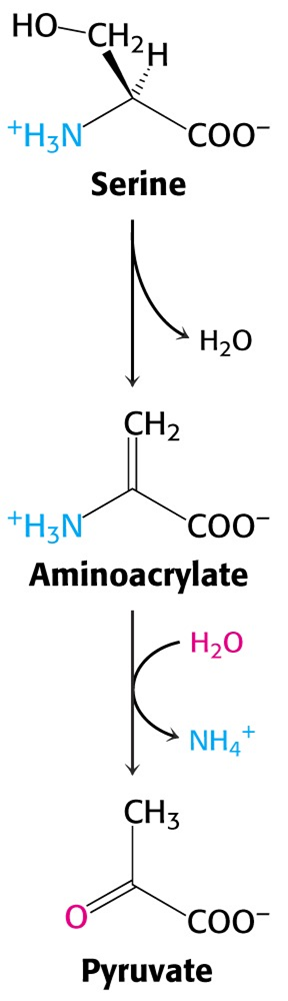 HO—CH₂ H
⁺H₃N COO⁻
Serine
H₂O
CH₂
⁺H₃N COO⁻
Aminoacrylate
H₂O
NH₄⁺
CH₃
O COO⁻
Pyruvate